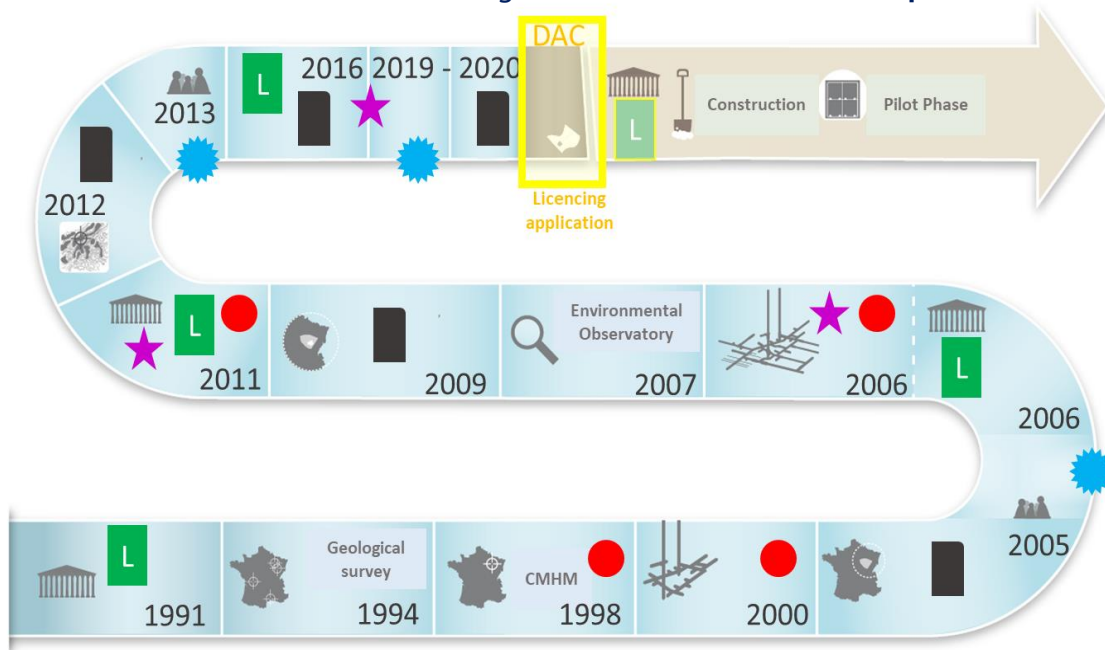 DAC
L
2016
2019 - 2020
2013
L
Construction
Pilot Phase
Licencing
application
2012
L
2011
2009
Environmental
Observatory
2007
2006
L
2006
2005
L
1991
Geological
survey
1994
CMHM
1998
2000